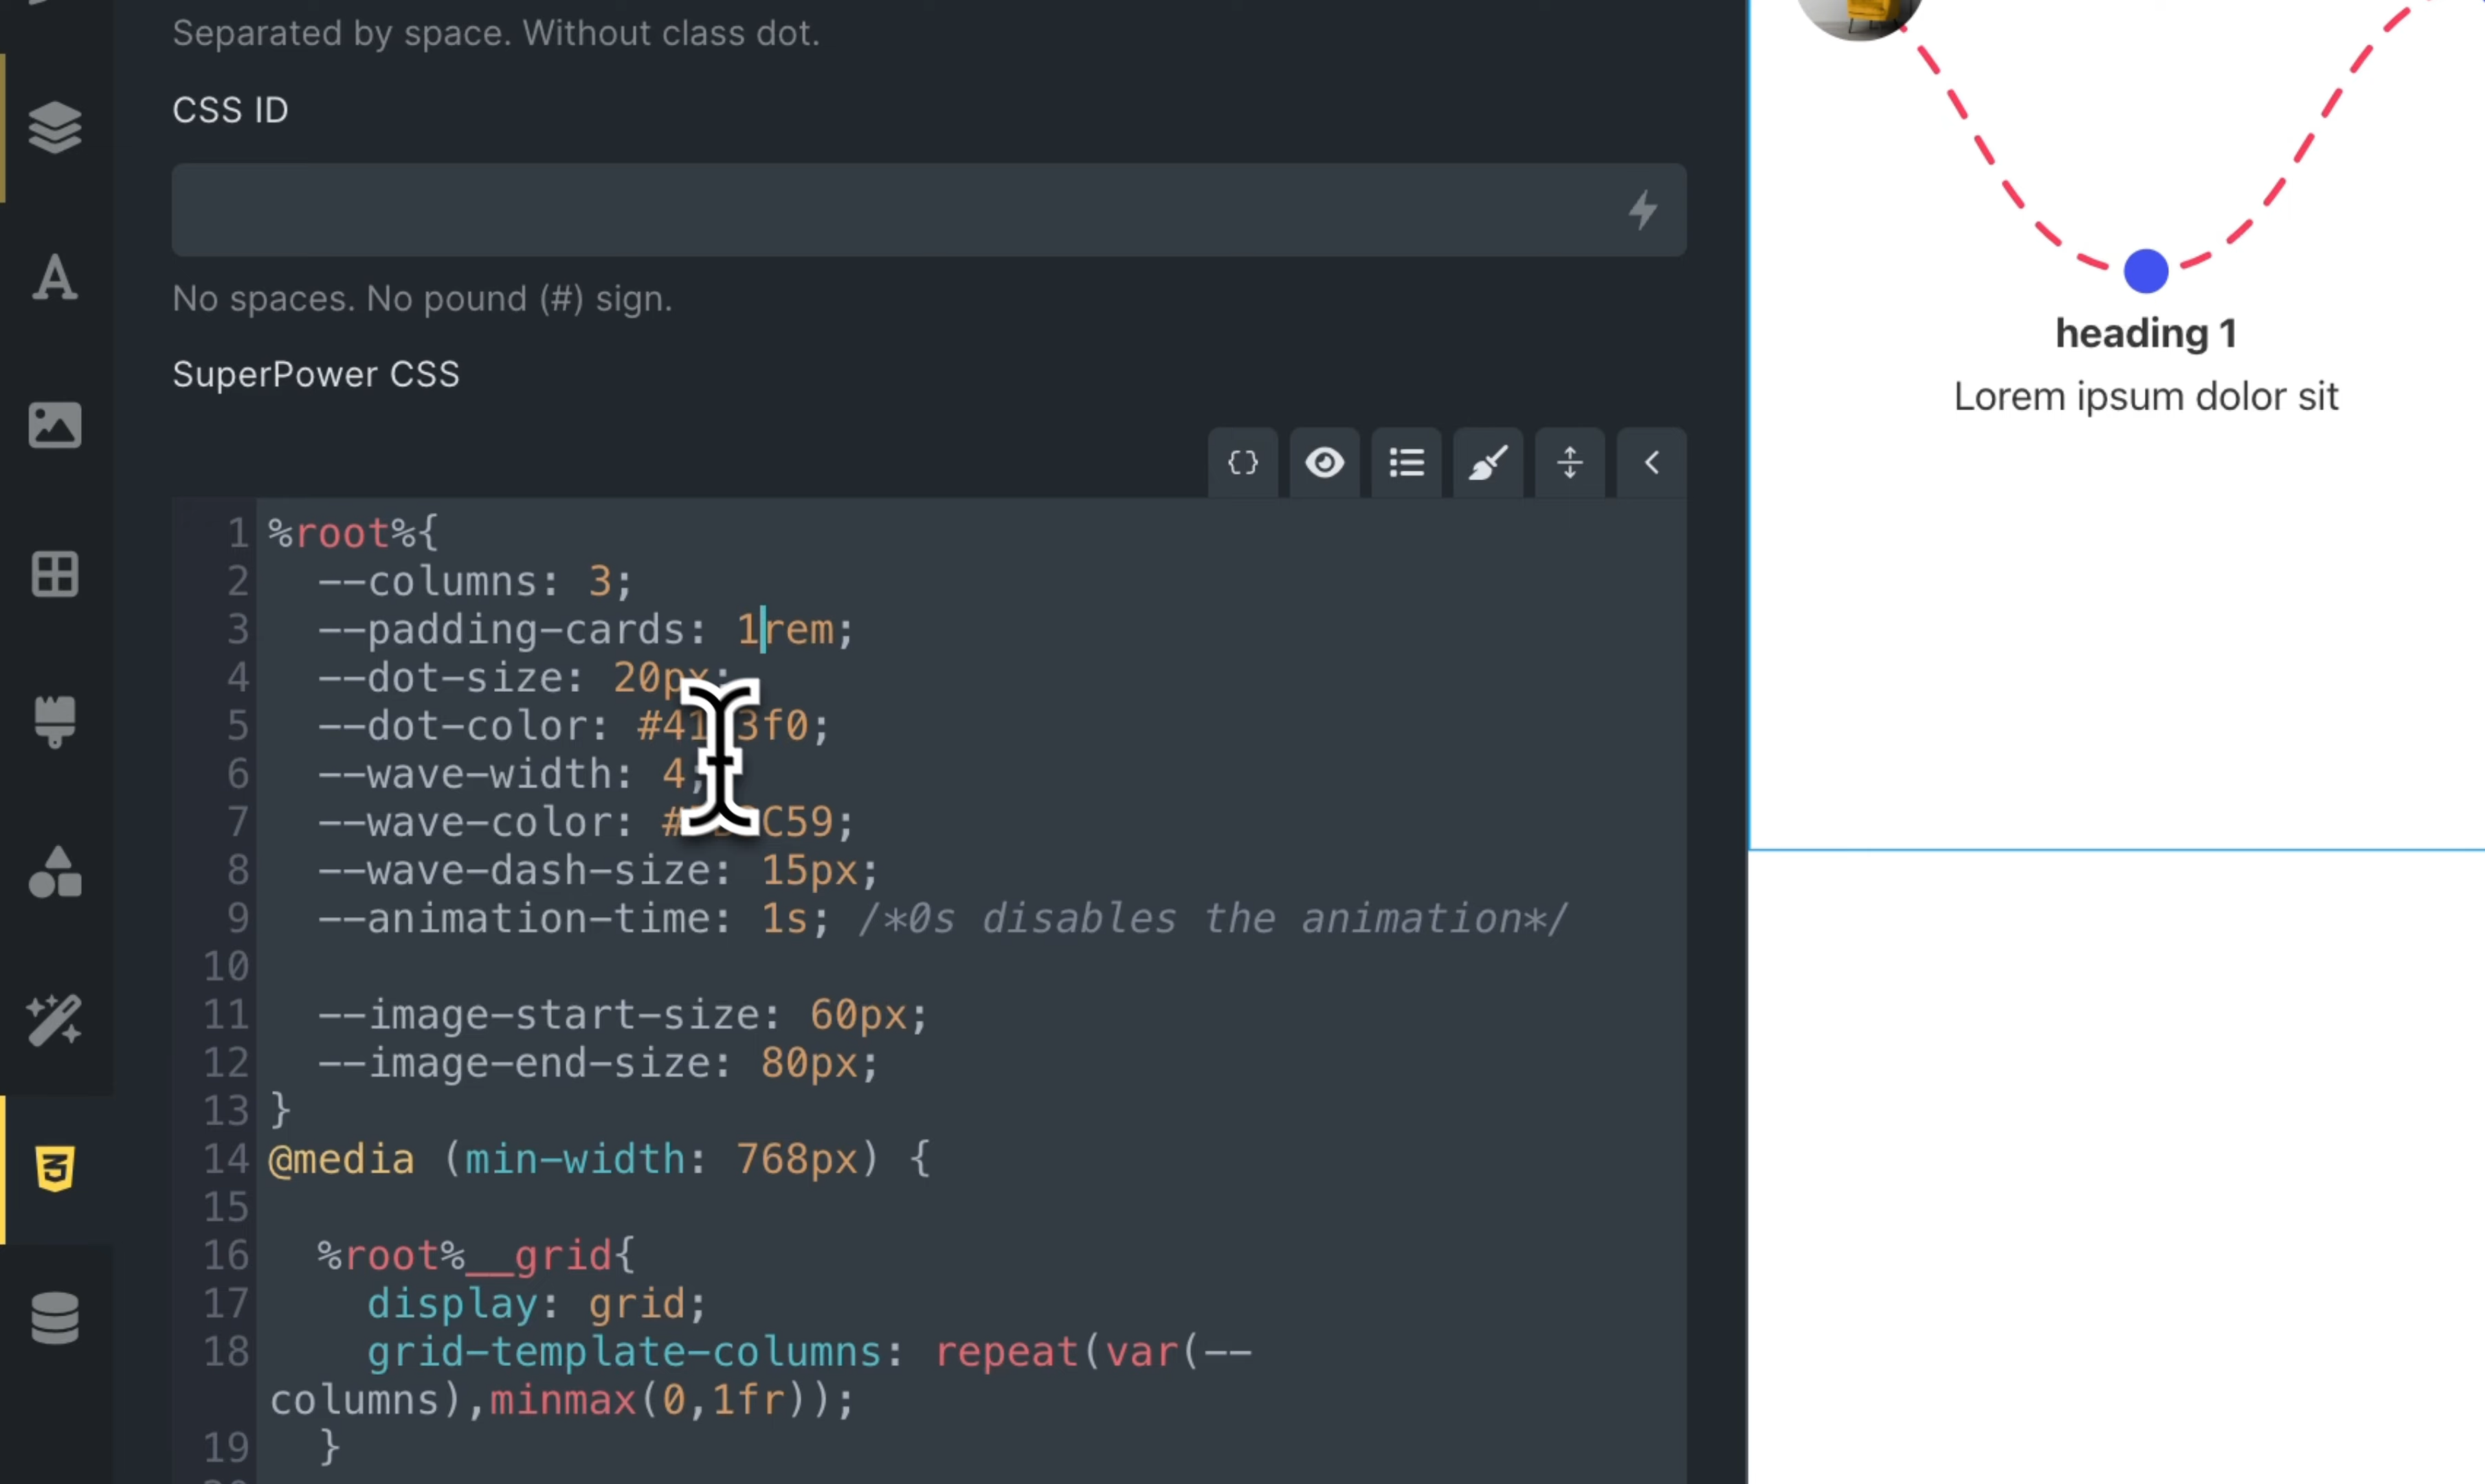 Separated by space. Without class dot.
CSS ID
No spaces. No pound (#) sign.
SuperPower CSS
1 %root%{
2 --columns: 3;
3 --padding-cards: 1rem;
4 --dot-size: 20px;
5 --dot-color:
6 --wave-width: 4;
7 --wave-color:
8 --wave-dash-size: 15px;
9 --animation-time: 1s; /*0s disables the animation*/
10
11 --image-start-size: 60px;
12 --image-end-size: 80px;
13 }
14 @media (min-width: 768px) {
15
16 %root%__grid{
17 display: grid;
18 grid-template-columns: repeat(var(--
columns),minmax(0,1fr));
19 }
heading 1
Lorem ipsum dolor sit